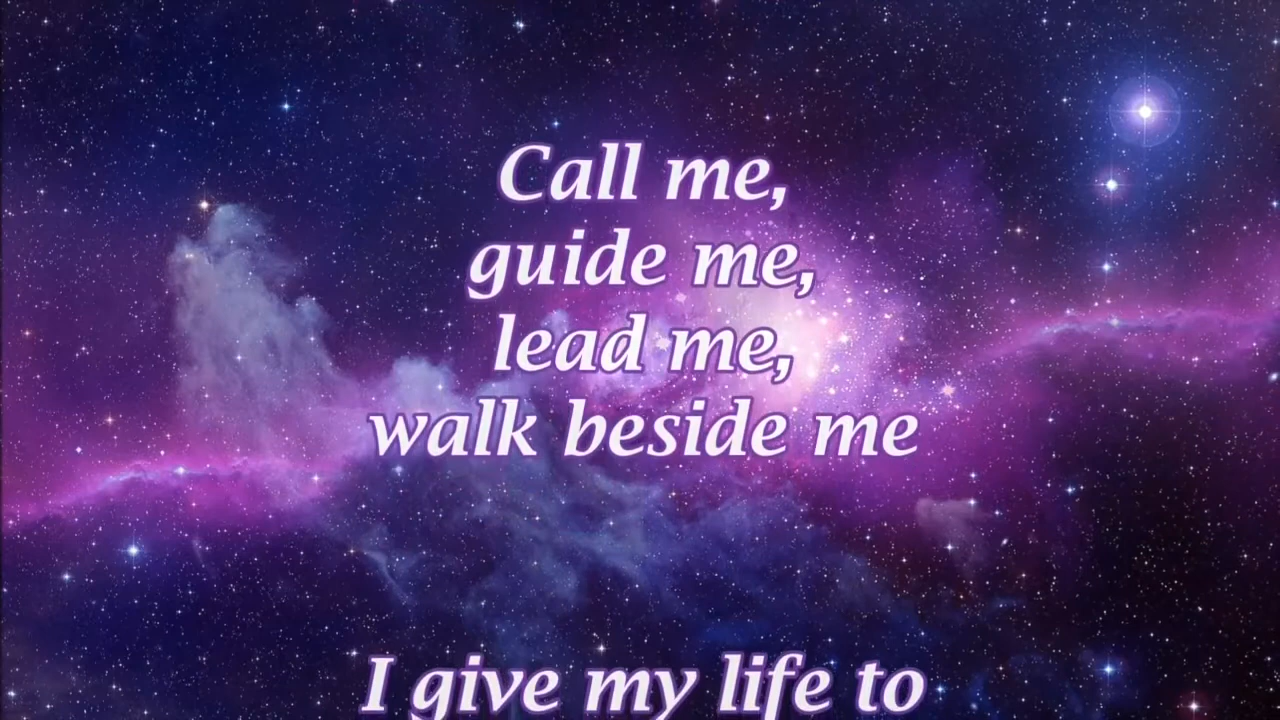 Call me,
guide me,
lead me,
walk beside me
I give my life to